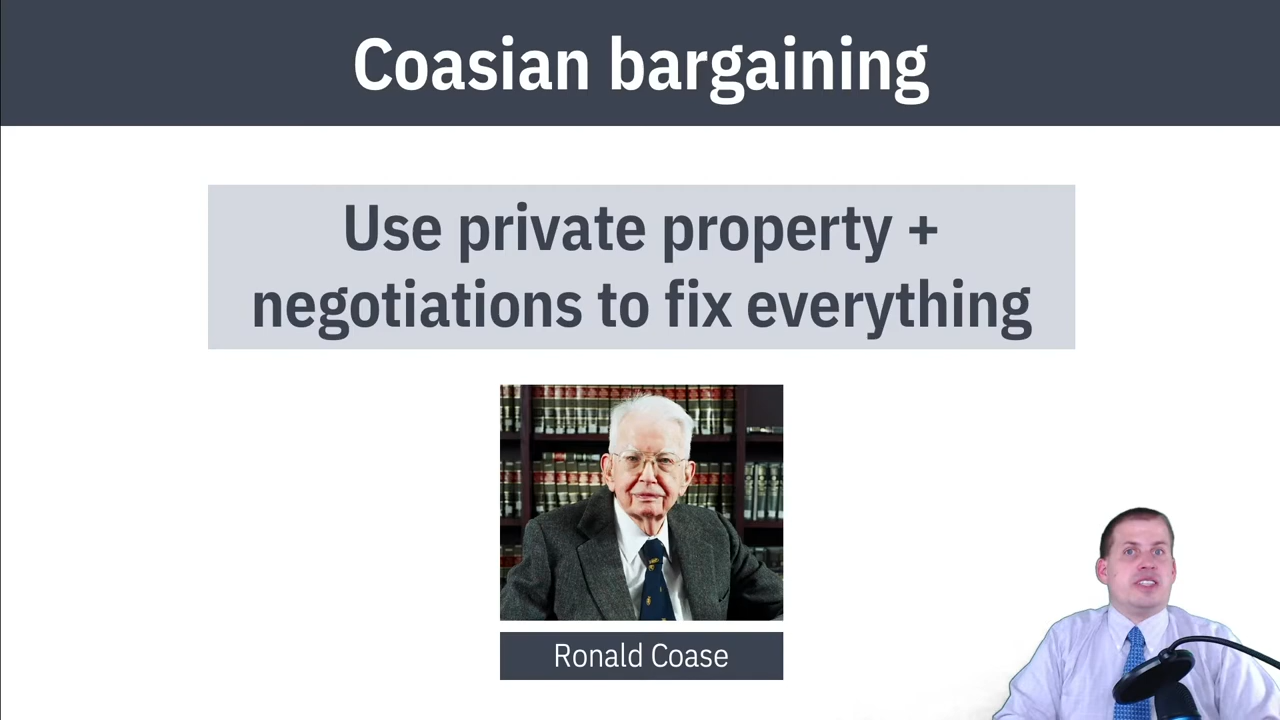 Coasian bargaining
Use private property +
negotiations to fix everything
Ronald Coase